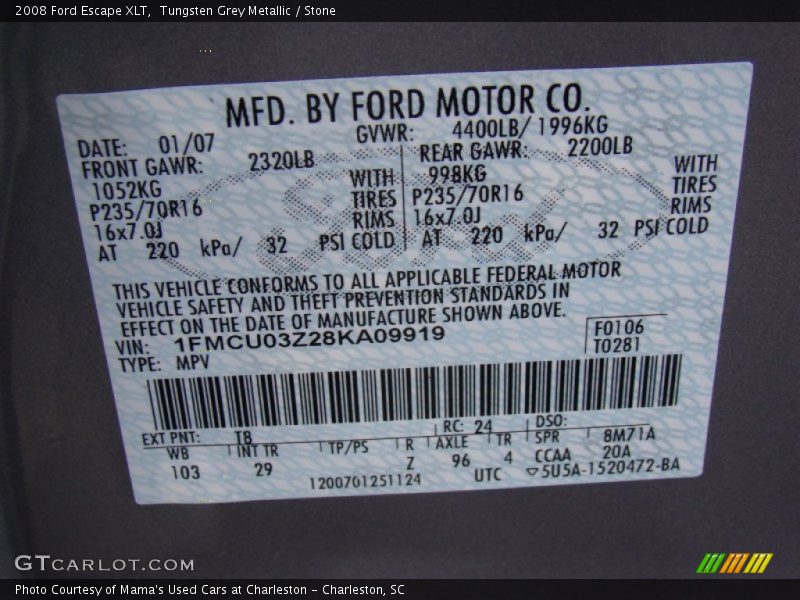 2008 Ford Escape XLT, Tungsten Grey Metallic / Stone
MFD. BY FORD MOTOR CO.
DATE: 01/07 GVWR: 4400LB/ 1996KG
FRONT GAWR: 2320LB REAR GAWR: 2200LB
1052KG WITH 998KG WITH
P235/70R16 TIRES P235/70R16 TIRES
16x7.0J RIMS 16x7.0J RIMS
AT 220 kPa/ 32 PSI COLD AT 220 kPa/ 32 PSI COLD
THIS VEHICLE CONFORMS TO ALL APPLICABLE FEDERAL MOTOR
VEHICLE SAFETY AND THEFT PREVENTION STANDARDS IN
EFFECT ON THE DATE OF MANUFACTURE SHOWN ABOVE.
VIN: 1FMCU03Z28KA09919 F0106
TYPE: MPV T0281
EXT PNT: T8 RC: 24 DSO:
WB INT TR TP/PS R AXLE TR SPR 8M71A
103 29 Z 96 4 CCAA 20A
1200701251124 UTC ▽5U5A-1520472-BA
GTCARLOT.COM
Photo Courtesy of Mama's Used Cars at Charleston - Charleston, SC